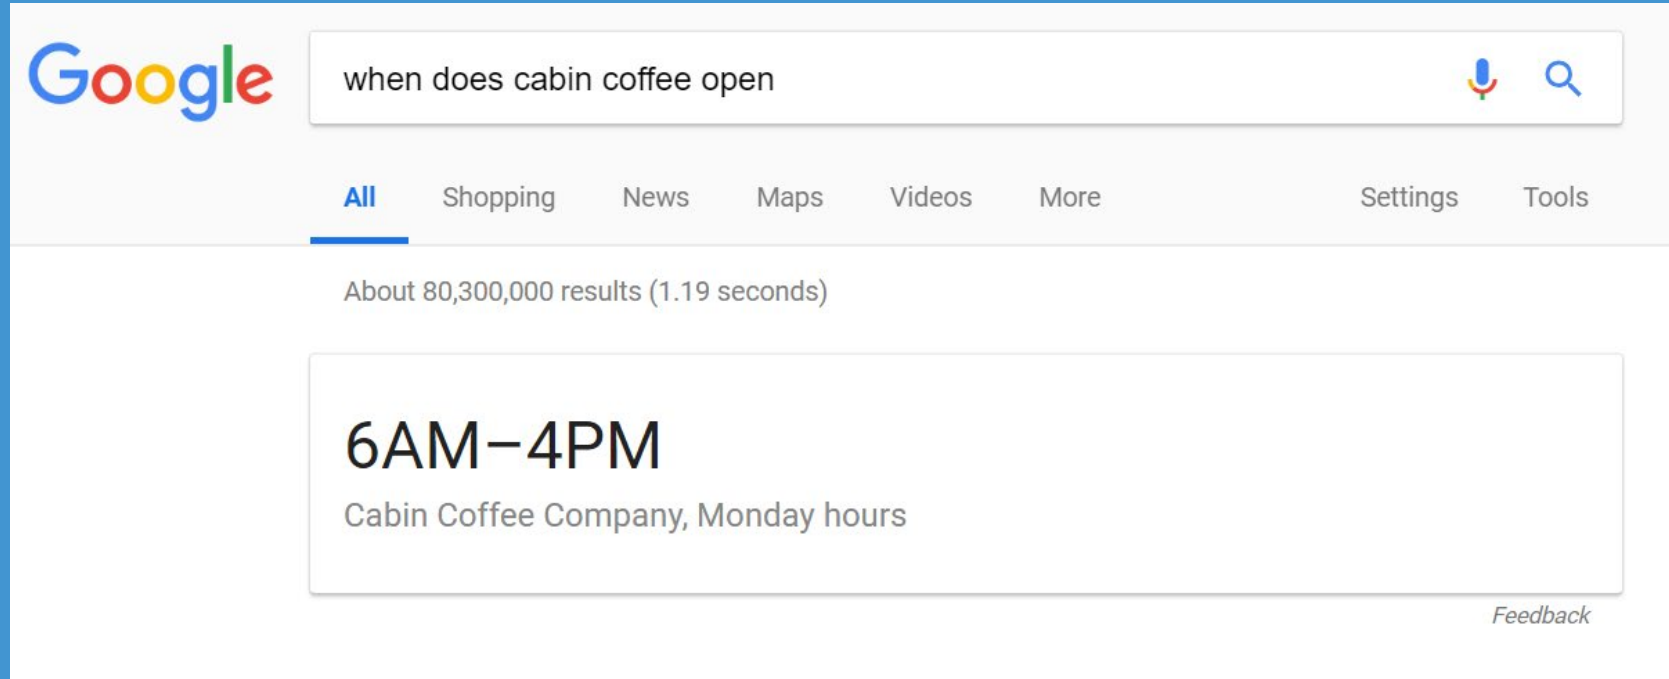 Google
when does cabin coffee open
All Shopping News Maps Videos More Settings Tools
About 80,300,000 results (1.19 seconds)
6AM–4PM
Cabin Coffee Company, Monday hours
Feedback